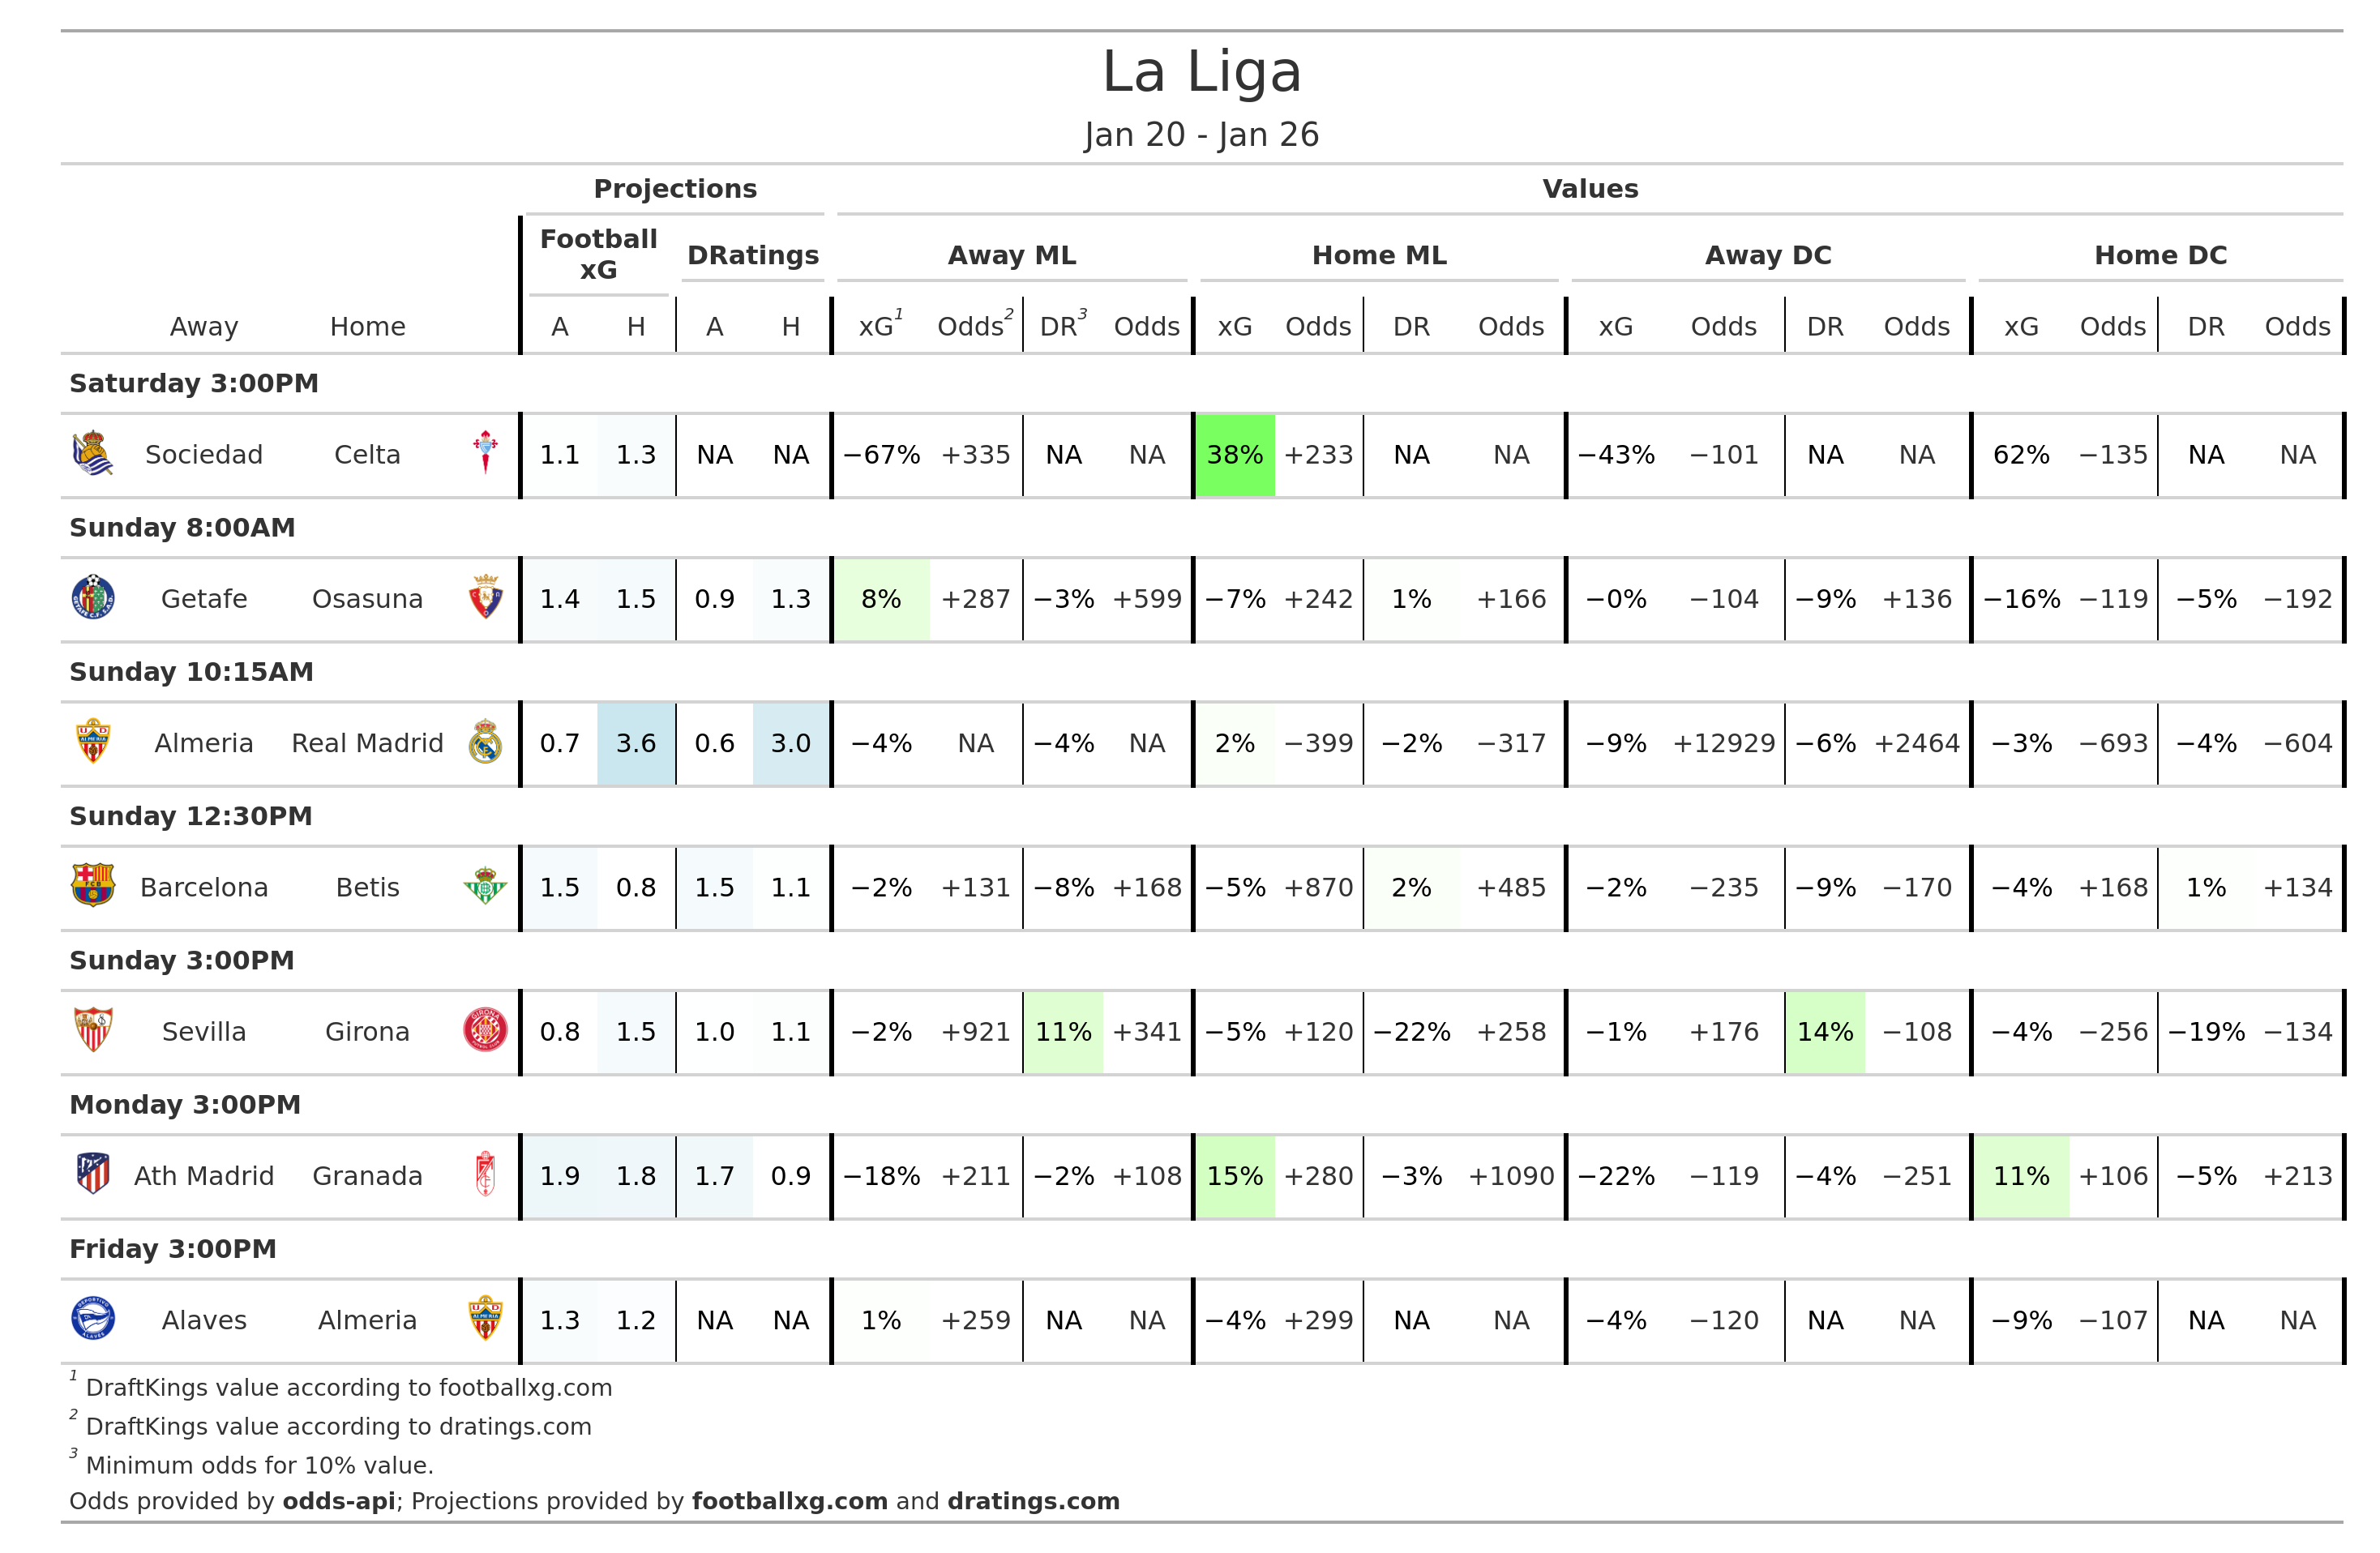 La Liga
Jan 20 - Jan 26
Projections Values
Football xG DRatings Away ML Home ML Away DC Home DC
Away Home A H A H xG1 Odds2 DR3 Odds xG Odds DR Odds xG Odds DR Odds xG Odds DR Odds
Saturday 3:00PM
Sociedad Celta 1.1 1.3 NA NA −67% +335 NA NA 38% +233 NA NA −43% −101 NA NA 62% −135 NA NA
Sunday 8:00AM
Getafe Osasuna 1.4 1.5 0.9 1.3 8% +287 −3% +599 −7% +242 1% +166 −0% −104 −9% +136 −16% −119 −5% −192
Sunday 10:15AM
Almeria Real Madrid 0.7 3.6 0.6 3.0 −4% NA −4% NA 2% −399 −2% −317 −9% +12929 −6% +2464 −3% −693 −4% −604
Sunday 12:30PM
Barcelona Betis 1.5 0.8 1.5 1.1 −2% +131 −8% +168 −5% +870 2% +485 −2% −235 −9% −170 −4% +168 1% +134
Sunday 3:00PM
Sevilla Girona 0.8 1.5 1.0 1.1 −2% +921 11% +341 −5% +120 −22% +258 −1% +176 14% −108 −4% −256 −19% −134
Monday 3:00PM
Ath Madrid Granada 1.9 1.8 1.7 0.9 −18% +211 −2% +108 15% +280 −3% +1090 −22% −119 −4% −251 11% +106 −5% +213
Friday 3:00PM
Alaves Almeria 1.3 1.2 NA NA 1% +259 NA NA −4% +299 NA NA −4% −120 NA NA −9% −107 NA NA
1 DraftKings value according to footballxg.com
2 DraftKings value according to dratings.com
3 Minimum odds for 10% value.
Odds provided by odds-api; Projections provided by footballxg.com and dratings.com